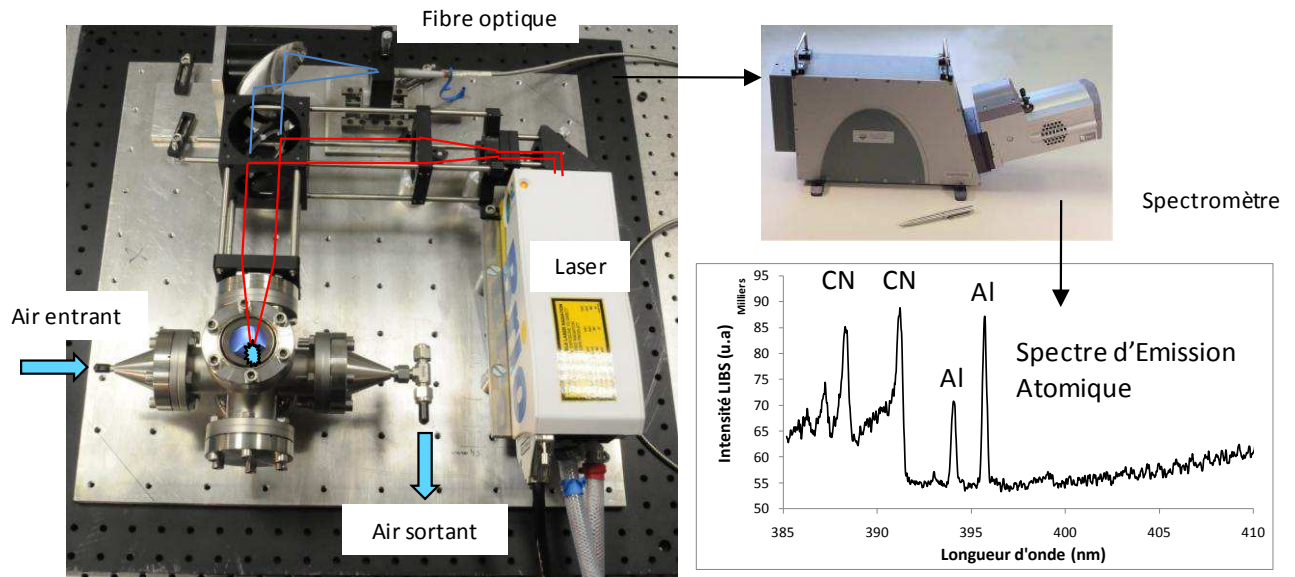 Fibre optique
Laser
Air entrant
Air sortant
Spectromètre
Milliers
Intensité LIBS (u.a)
95
90
85
80
75
70
65
60
55
50
CN
CN
Al
Al
Spectre d'Emission
Atomique
385
390
395
400
405
410
Longueur d'onde (nm)